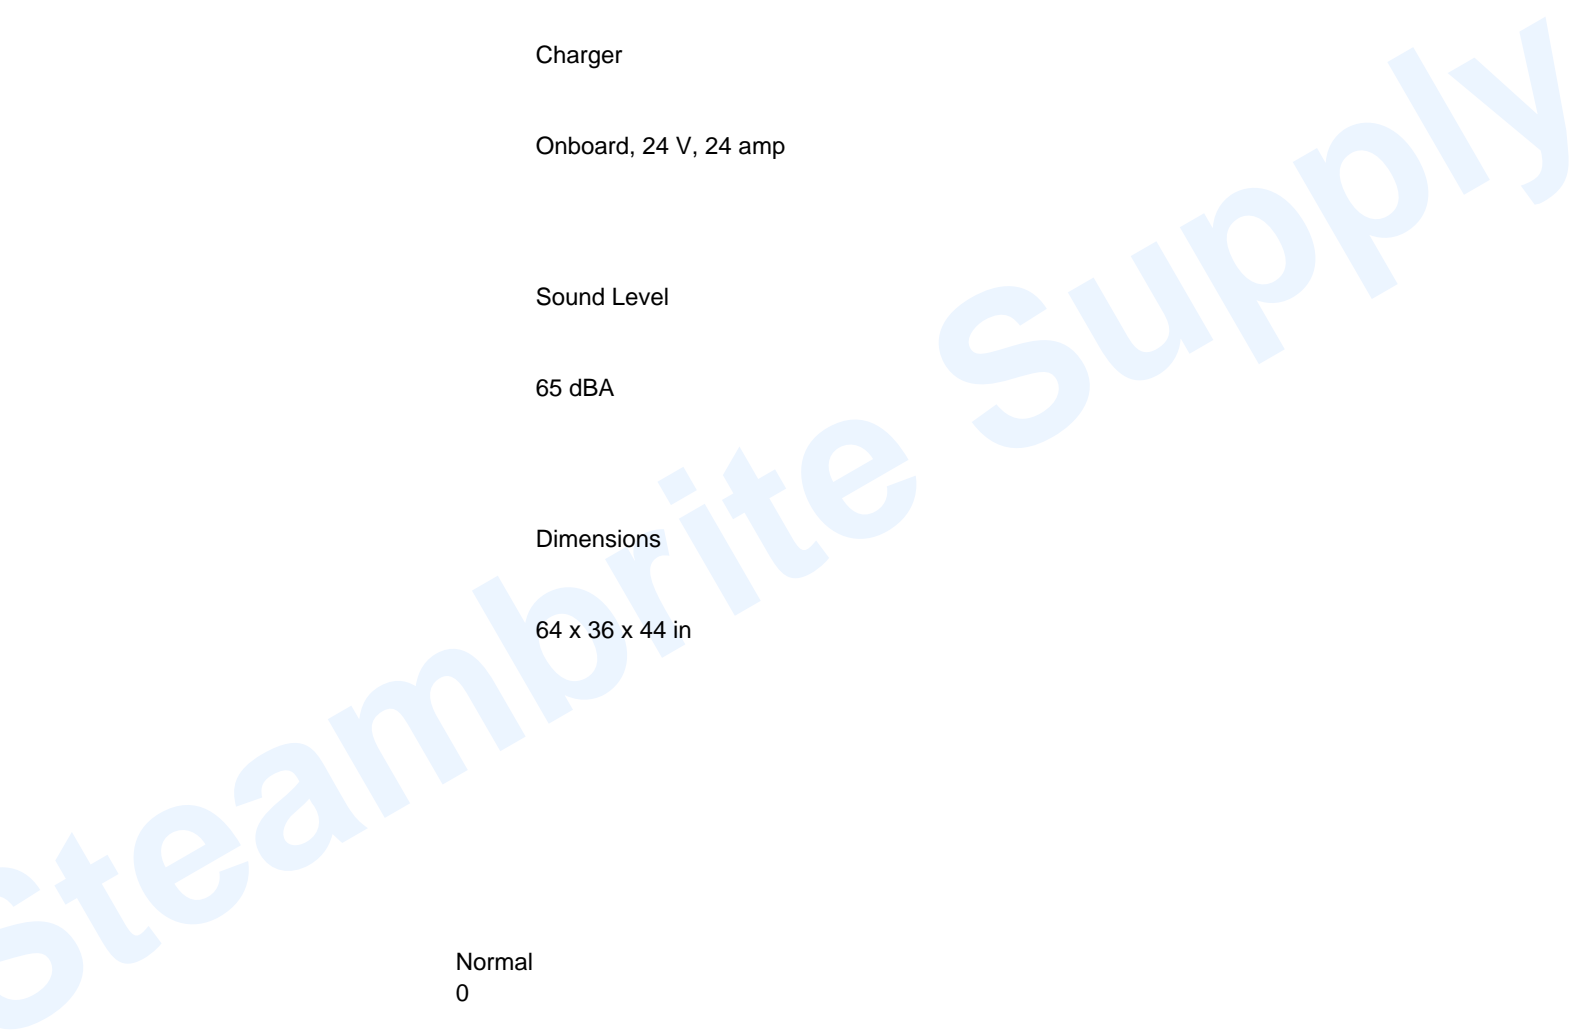 Charger
Onboard, 24 V, 24 amp
Sound Level
65 dBA
Dimensions
64 x 36 x 44 in
Normal
0
Steambrite Supply